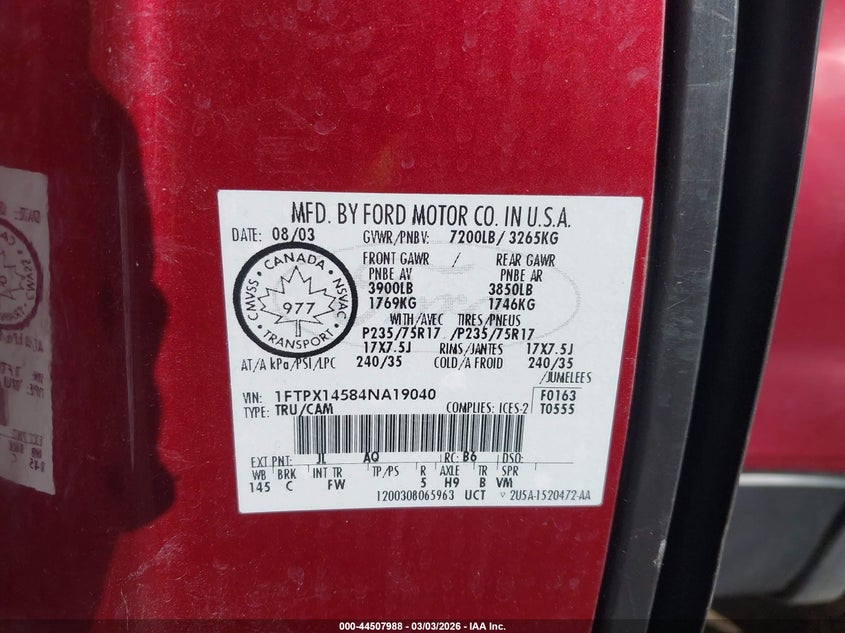 MFD. BY FORD MOTOR CO. IN U.S.A.
DATE: 08/03 GVWR/PNBV: 7200LB/ 3265KG
FRONT GAWR / REAR GAWR
PNBE AV PNBE AR
3900LB 3850LB
1769KG 1746KG
CMVSS • CANADA • NSVAC • TRANSPORT •
977
Ford
WITH/AVEC TIRES/PNEUS
P235/75R17 /P235/75R17
17X7.5J RIMS/JANTES 17X7.5J
AT/A kPa/PSI/LPC 240/35 COLD/A FROID 240/35
/JUMELEES
VIN: 1FTPX14584NA19040 F0163
TYPE: TRU/CAM COMPLIES: ICES-2 T0555
EXT PNT: JL AQ RC: B6 DSO:
WB BRK INT TR TP/PS R AXLE TR SPR
145 C FW 5 H9 B VM
1200308065963 UCT ▽ 2U5A-1520472-AA
000-44507988 - 03/03/2026 - IAA Inc.